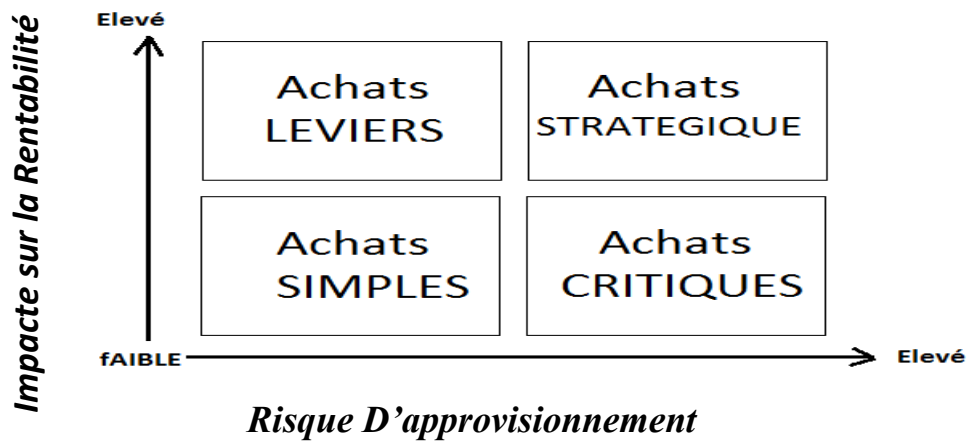 Impacte sur la Rentabilité
Elevé
Achats
LEVIERS
Achats
STRATEGIQUE
Achats
SIMPLES
Achats
CRITIQUES
fAIBLE
Elevé
Risque D'approvisionnement